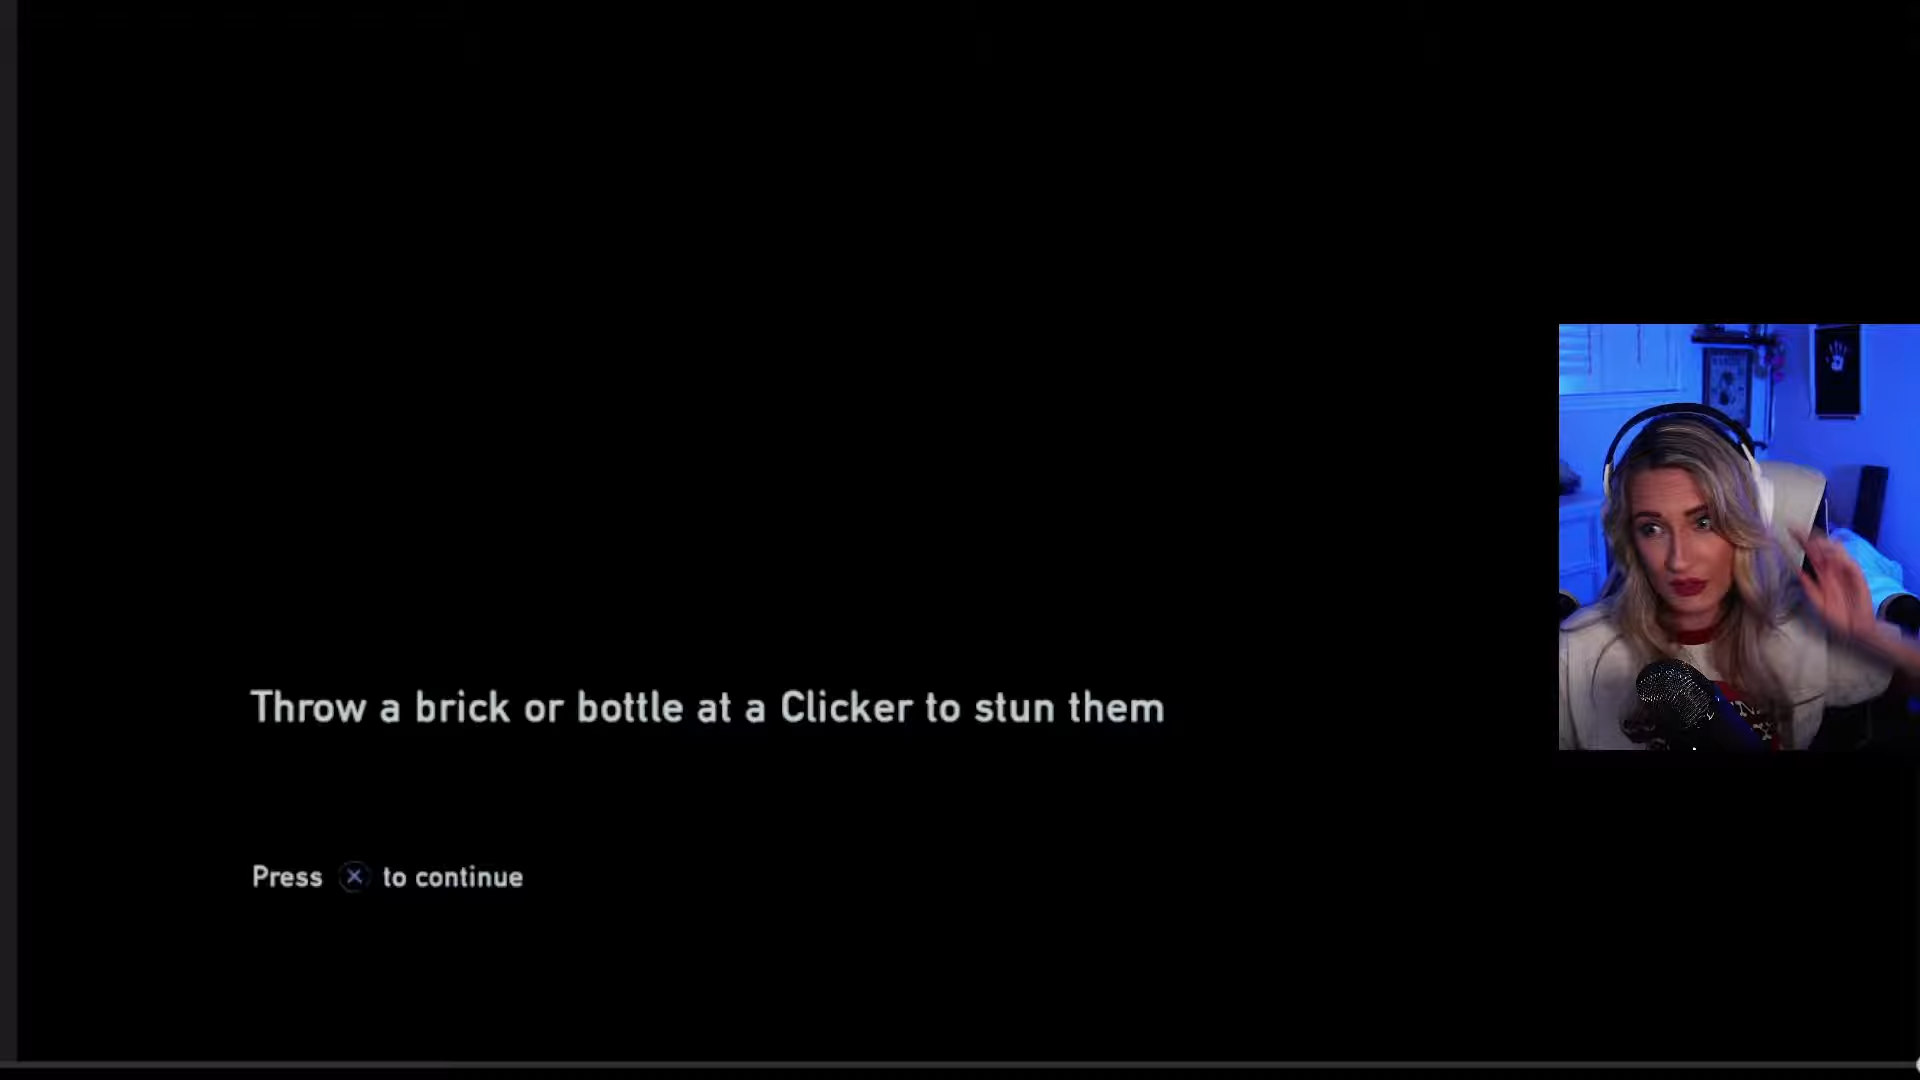 Throw a brick or bottle at a Clicker to stun them
Press ⓧ to continue